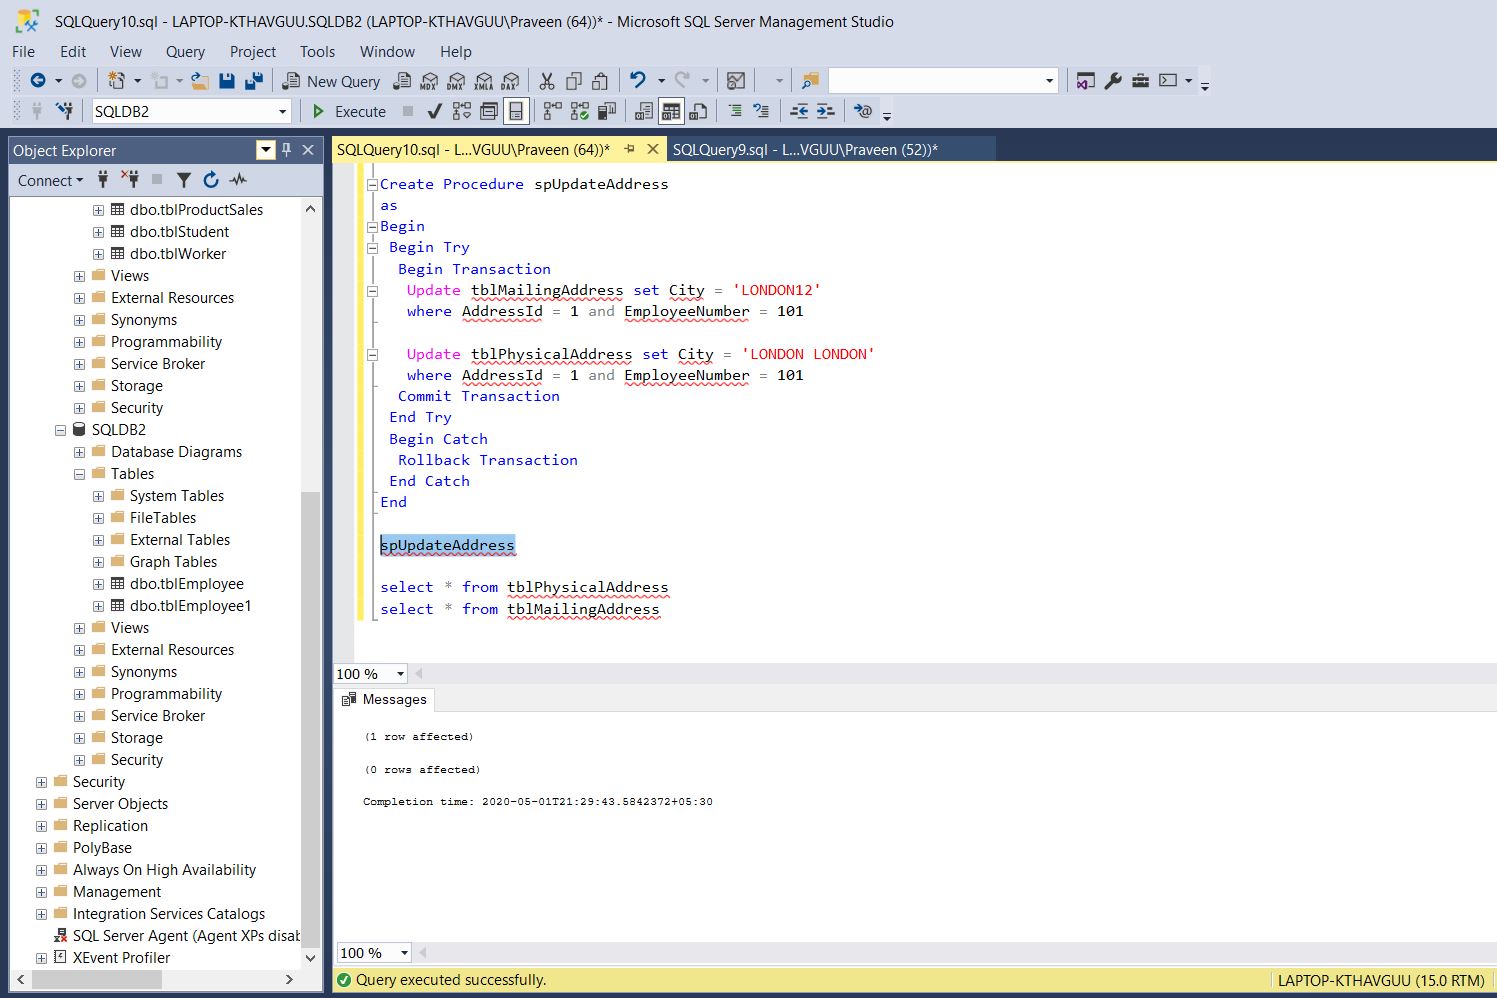 SQLQuery10.sql - LAPTOP-KTHAVGUU.SQLDB2 (LAPTOP-KTHAVGUU\Praveen (64))* - Microsoft SQL Server Management Studio
File Edit View Query Project Tools Window Help
New Query MDX DMX XMLA DAX
SQLDB2 Execute
Object Explorer
Connect
dbo.tblProductSales
dbo.tblStudent
dbo.tblWorker
Views
External Resources
Synonyms
Programmability
Service Broker
Storage
Security
SQLDB2
Database Diagrams
Tables
System Tables
FileTables
External Tables
Graph Tables
dbo.tblEmployee
dbo.tblEmployee1
Views
External Resources
Synonyms
Programmability
Service Broker
Storage
Security
Security
Server Objects
Replication
PolyBase
Always On High Availability
Management
Integration Services Catalogs
SQL Server Agent (Agent XPs disab
XEvent Profiler
SQLQuery10.sql - L...VGUU\Praveen (64))* SQLQuery9.sql - L...VGUU\Praveen (52))*
Create Procedure spUpdateAddress
as
Begin
Begin Try
Begin Transaction
Update tblMailingAddress set City = 'LONDON12'
where AddressId = 1 and EmployeeNumber = 101
Update tblPhysicalAddress set City = 'LONDON LONDON'
where AddressId = 1 and EmployeeNumber = 101
Commit Transaction
End Try
Begin Catch
Rollback Transaction
End Catch
End
spUpdateAddress
select * from tblPhysicalAddress
select * from tblMailingAddress
100 %
Messages
(1 row affected)
(0 rows affected)
Completion time: 2020-05-01T21:29:43.5842372+05:30
100 %
Query executed successfully. LAPTOP-KTHAVGUU (15.0 RTM)